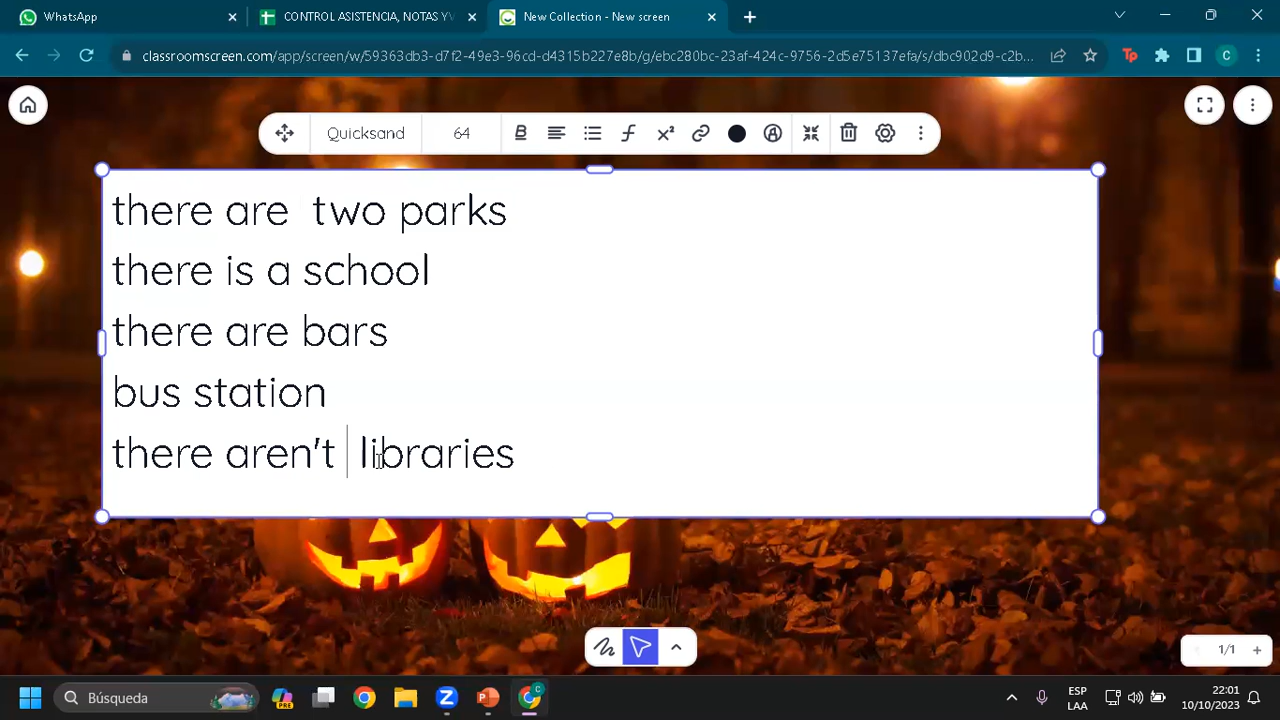 WhatsApp
CONTROL ASISTENCIA, NOTAS YV
New Collection - New screen
classroomscreen.com/app/screen/w/59363db3-d7f2-49e3-96cd-d4315b227e8b/g/ebc280bc-23af-424c-9756-2d5e75137efa/s/dbc902d9-c2b...
Quicksand 64
there are two parks
there is a school
there are bars
bus station
there aren't libraries
1/1
Búsqueda
PRE
ESP
LAA
22:01
10/10/2023